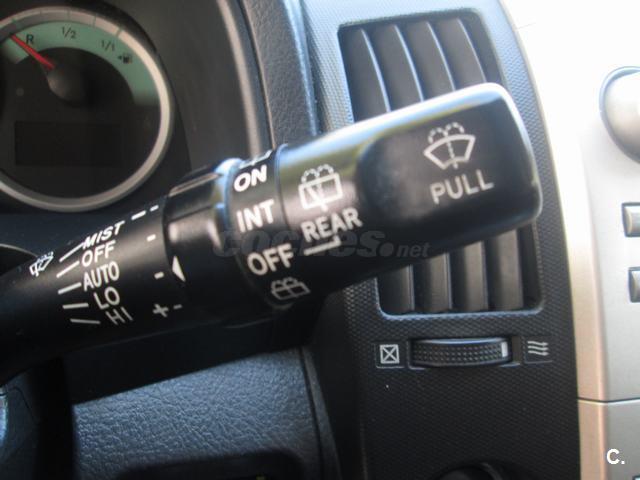 R 1/2 1/1
PULL
ON
INT
OFF
REAR
MIST
OFF
AUTO
LO
HI
- +
coches.net
C.